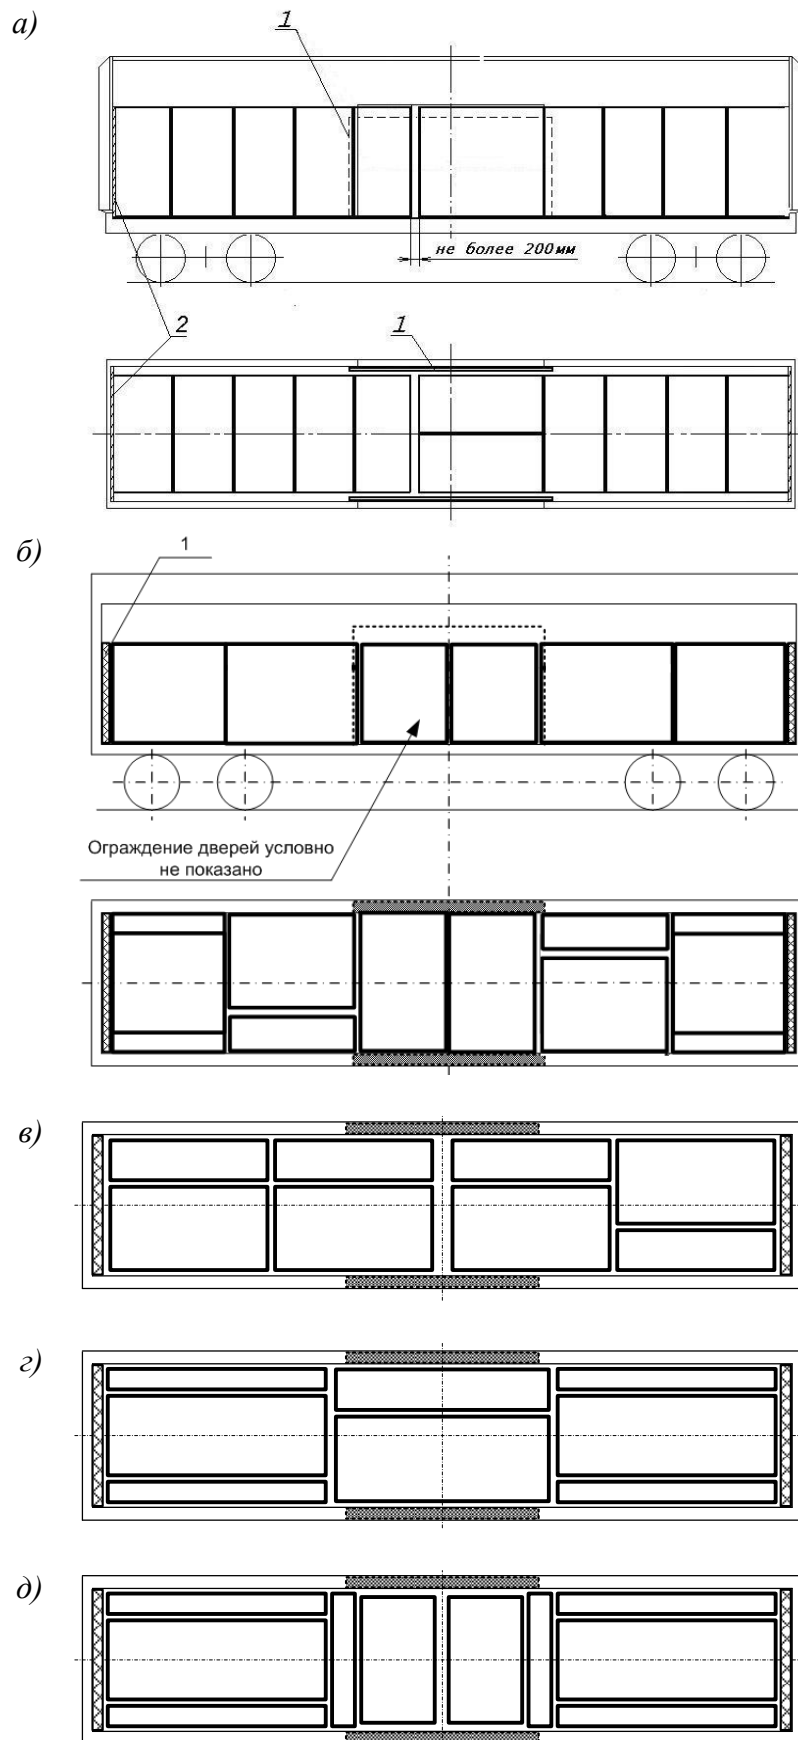 а)
1
не более 200мм
2
1
б)
1
Ограждение дверей условно
не показано
в)
г)
д)